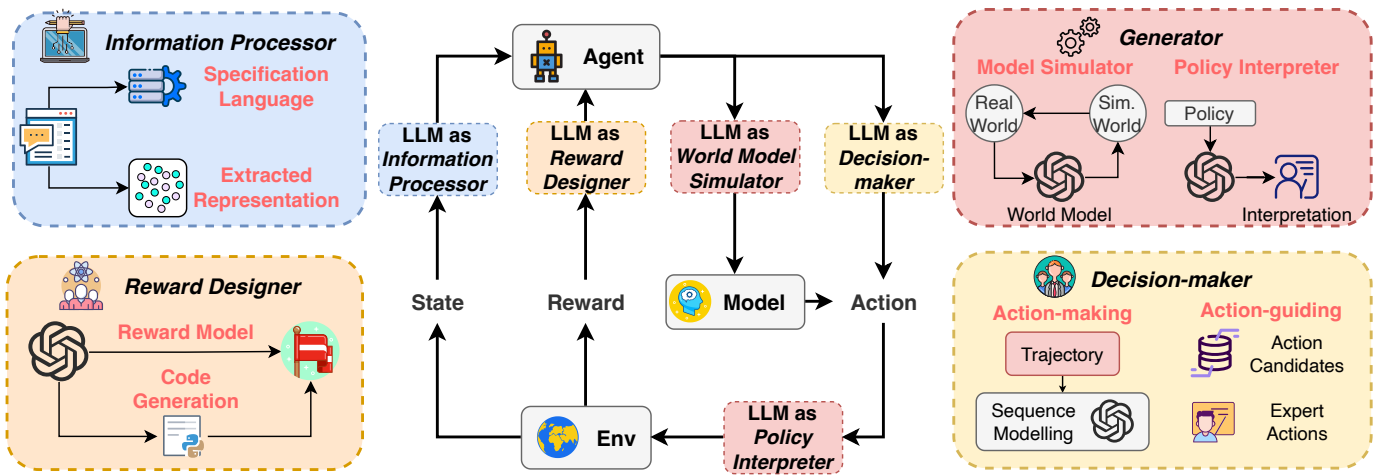 Information Processor
Specification
Language
Extracted
Representation
Reward Designer
Reward Model
Code
Generation
Agent
LLM as
Information
Processor
LLM as
Reward
Designer
LLM as
World Model
Simulator
LLM as
Decision-
maker
State
Reward
Model
Action
Env
LLM as
Policy
Interpreter
Generator
Model Simulator
Policy Interpreter
Real
World
Sim.
World
World Model
Policy
Interpretation
Decision-maker
Action-making
Action-guiding
Trajectory
Sequence
Modelling
Action
Candidates
Expert
Actions